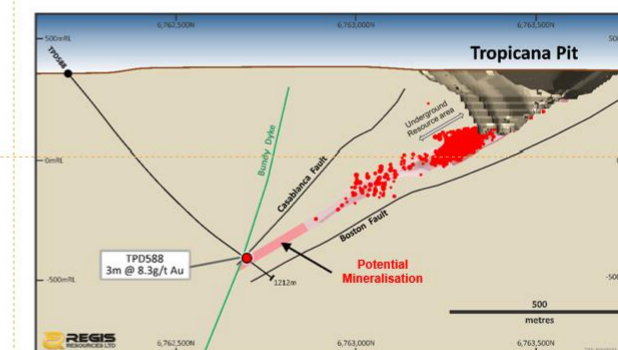 6,762,500N
6,763,000N
6,763,500N
500mRL
50
TPD588
Tropicana Pit
Underground
Resource area
Bundy Dyke
Casablanca Fault
0mRL
Boston Fault
TPD588
3m @ 8.3g/t Au
Potential
Mineralisation
-500mRL
-50
1212m
500
metres
REGIS
RESOURCES LTD
6,762,500N
6,763,000N
6,763,500N